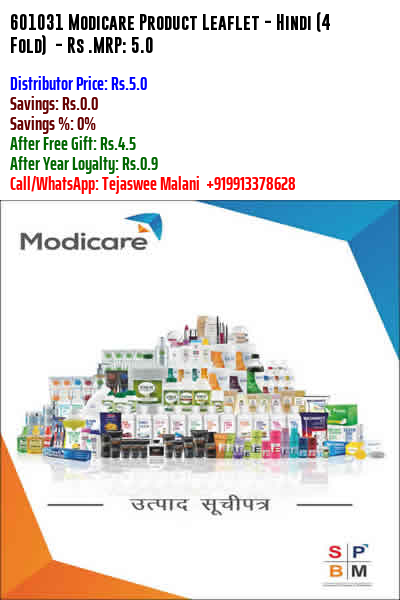 601031 Modicare Product Leaflet - Hindi (4
Fold) - Rs .MRP: 5.0
Distributor Price: Rs.5.0
Savings: Rs.0.0
Savings %: 0%
After Free Gift: Rs.4.5
After Year Loyalty: Rs.0.9
Call/WhatsApp: Tejaswee Malani +919913378628
Modicare
उत्पाद सूचीपत्र
S P
B M